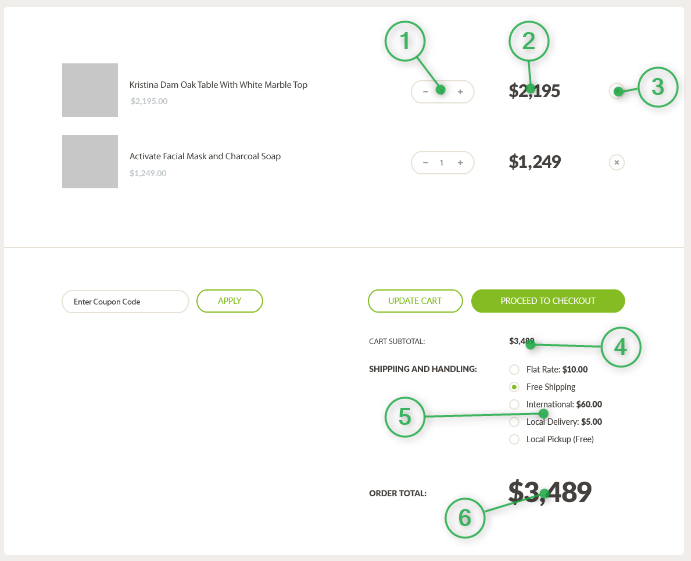 1
2
3
Kristina Dam Oak Table With White Marble Top
$2,195.00
− +
$2,195
Activate Facial Mask and Charcoal Soap
$1,249.00
− 1 +
$1,249
×
Enter Coupon Code
APPLY
UPDATE CART
PROCEED TO CHECKOUT
CART SUBTOTAL:
$3,489
4
SHIPPIING AND HANDLING:
Flat Rate: $10.00
Free Shipping
International: $60.00
5
Local Delivery: $5.00
Local Pickup (Free)
ORDER TOTAL:
$3,489
6